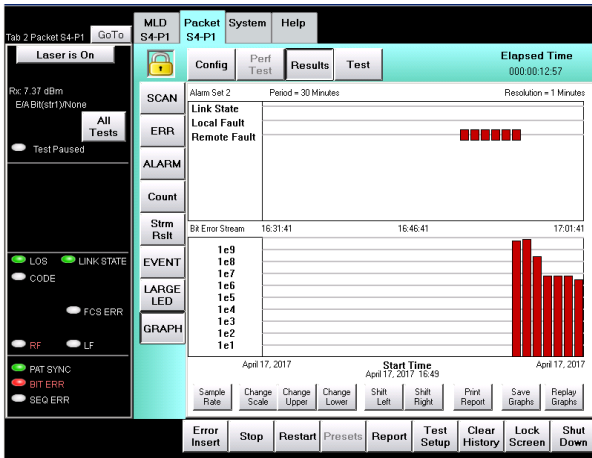 Tab 2 Packet S4-P1 GoTo
MLD S4-P1
Packet S4-P1
System
Help
Laser is On
Rx: 7.37 dBm
E/A Bit(str1)/None
All Tests
Test Paused
LOS
LINK STATE
CODE
FCS ERR
RF
LF
PAT SYNC
BIT ERR
SEQ ERR
Config
Perf Test
Results
Test
Elapsed Time
000:00:12:57
SCAN
ERR
ALARM
Count
Strm Rslt
EVENT
LARGE LED
GRAPH
Alarm Set 2 Period = 30 Minutes Resolution = 1 Minutes
Link State
Local Fault
Remote Fault
Bit Error Stream 16:31:41 16:46:41 17:01:41
1e9
1e8
1e7
1e6
1e5
1e4
1e3
1e2
1e1
April 17, 2017 Start Time April 17, 2017
April 17, 2017 16:49
Sample Rate
Change Scale
Change Upper
Change Lower
Shift Left
Shift Right
Print Report
Save Graphs
Replay Graphs
Error Insert
Stop
Restart
Presets
Report
Test Setup
Clear History
Lock Screen
Shut Down